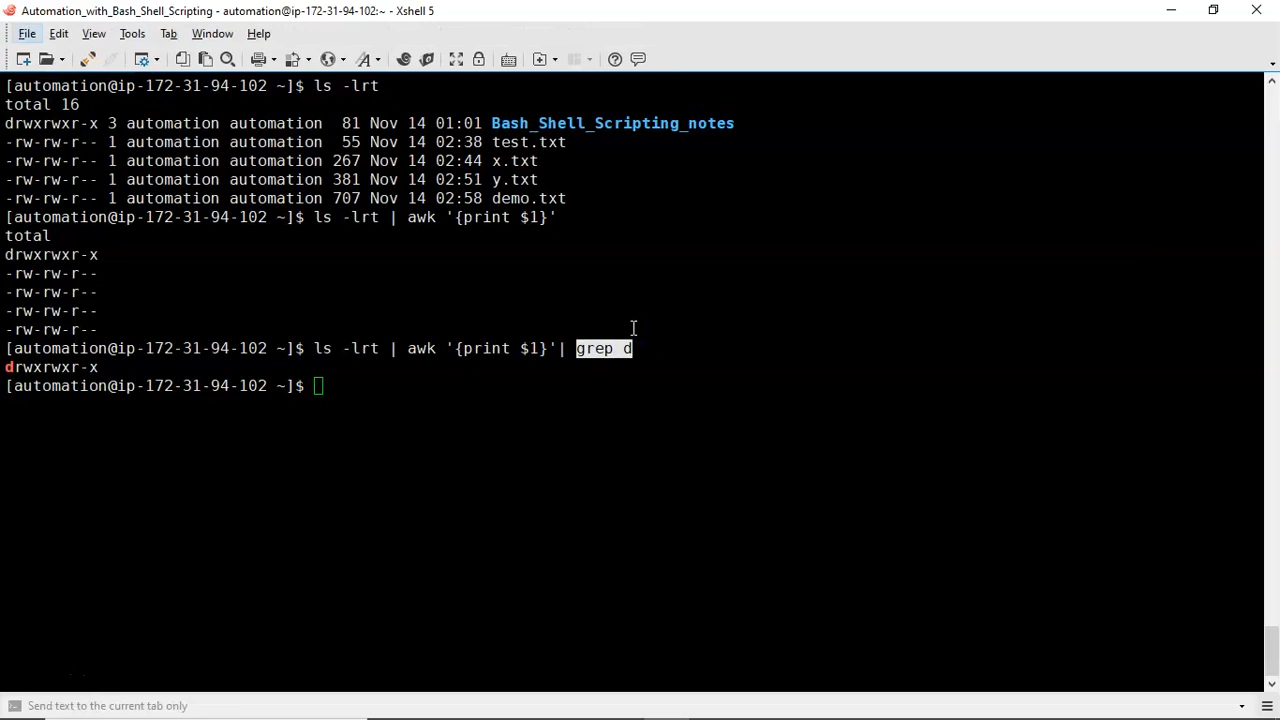 Automation_with_Bash_Shell_Scripting - automation@ip-172-31-94-102:~ - Xshell 5
File Edit View Tools Tab Window Help
[automation@ip-172-31-94-102 ~]$ ls -lrt
total 16
drwxrwxr-x 3 automation automation  81 Nov 14 01:01 Bash_Shell_Scripting_notes
-rw-rw-r-- 1 automation automation  55 Nov 14 02:38 test.txt
-rw-rw-r-- 1 automation automation 267 Nov 14 02:44 x.txt
-rw-rw-r-- 1 automation automation 381 Nov 14 02:51 y.txt
-rw-rw-r-- 1 automation automation 707 Nov 14 02:58 demo.txt
[automation@ip-172-31-94-102 ~]$ ls -lrt | awk '{print $1}'
total
drwxrwxr-x
-rw-rw-r--
-rw-rw-r--
-rw-rw-r--
-rw-rw-r--
[automation@ip-172-31-94-102 ~]$ ls -lrt | awk '{print $1}'| grep d
drwxrwxr-x
[automation@ip-172-31-94-102 ~]$
Send text to the current tab only